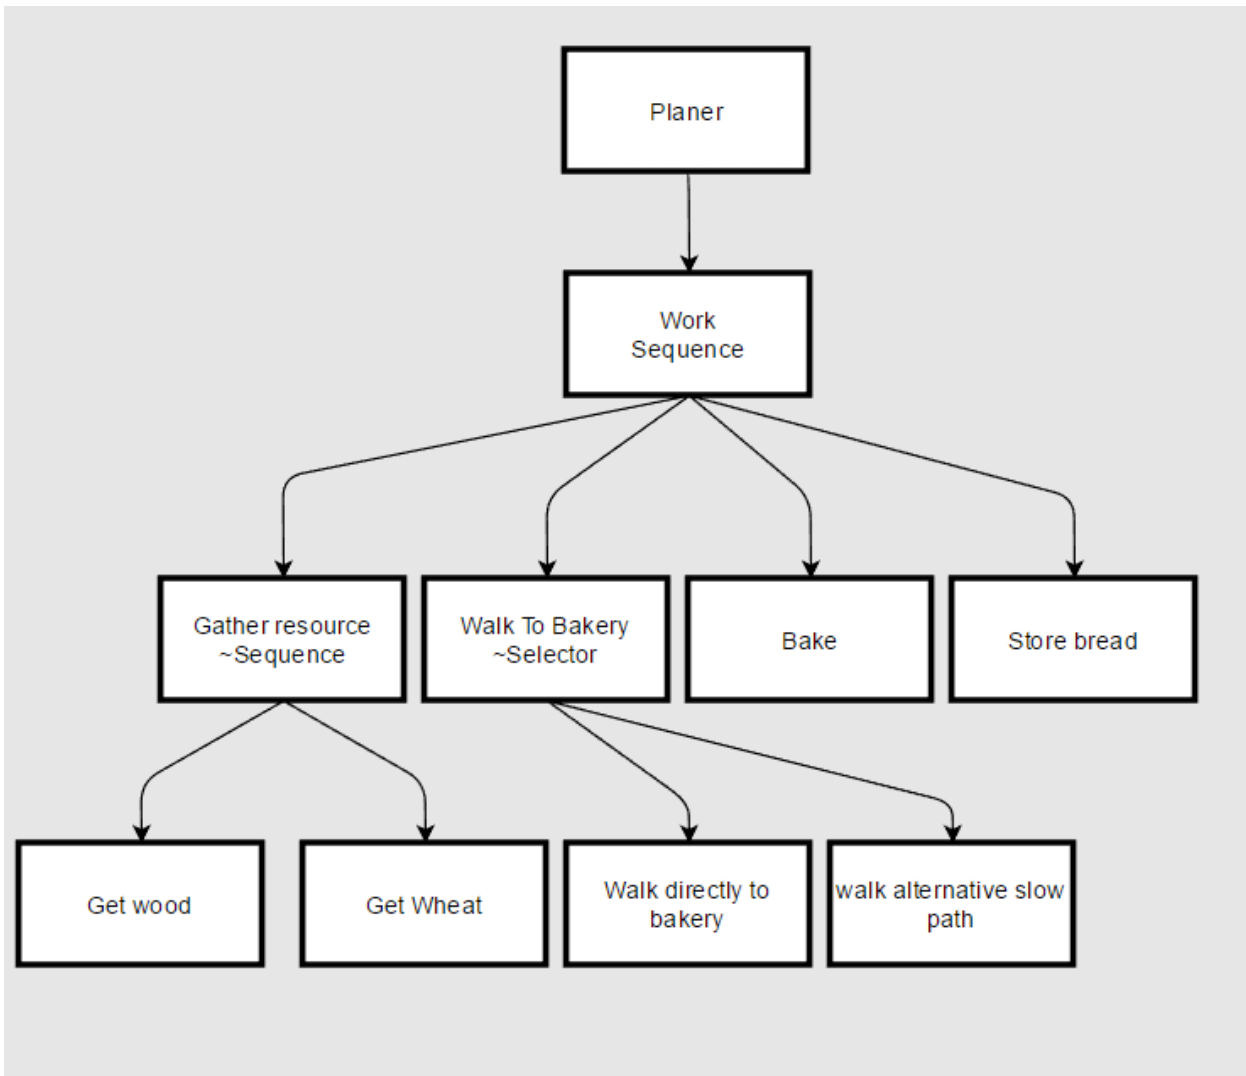 Planer
Work
Sequence
Gather resource
~Sequence
Walk To Bakery
~Selector
Bake
Store bread
Get wood
Get Wheat
Walk directly to
bakery
walk alternative slow
path